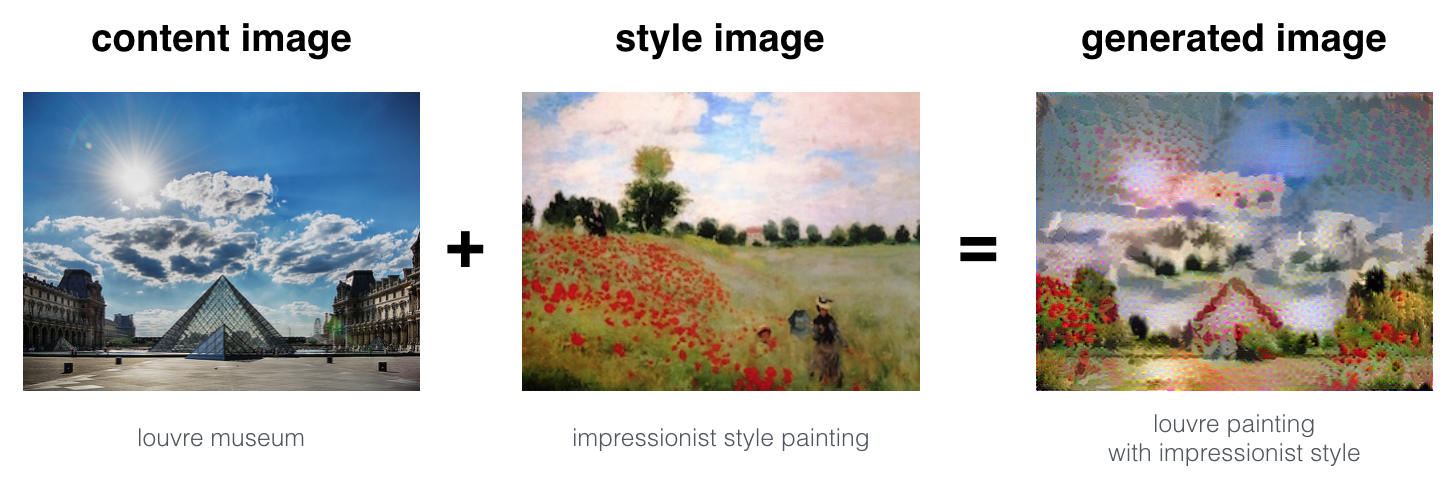 content image
style image
generated image
+
=
louvre museum
impressionist style painting
louvre painting
with impressionist style